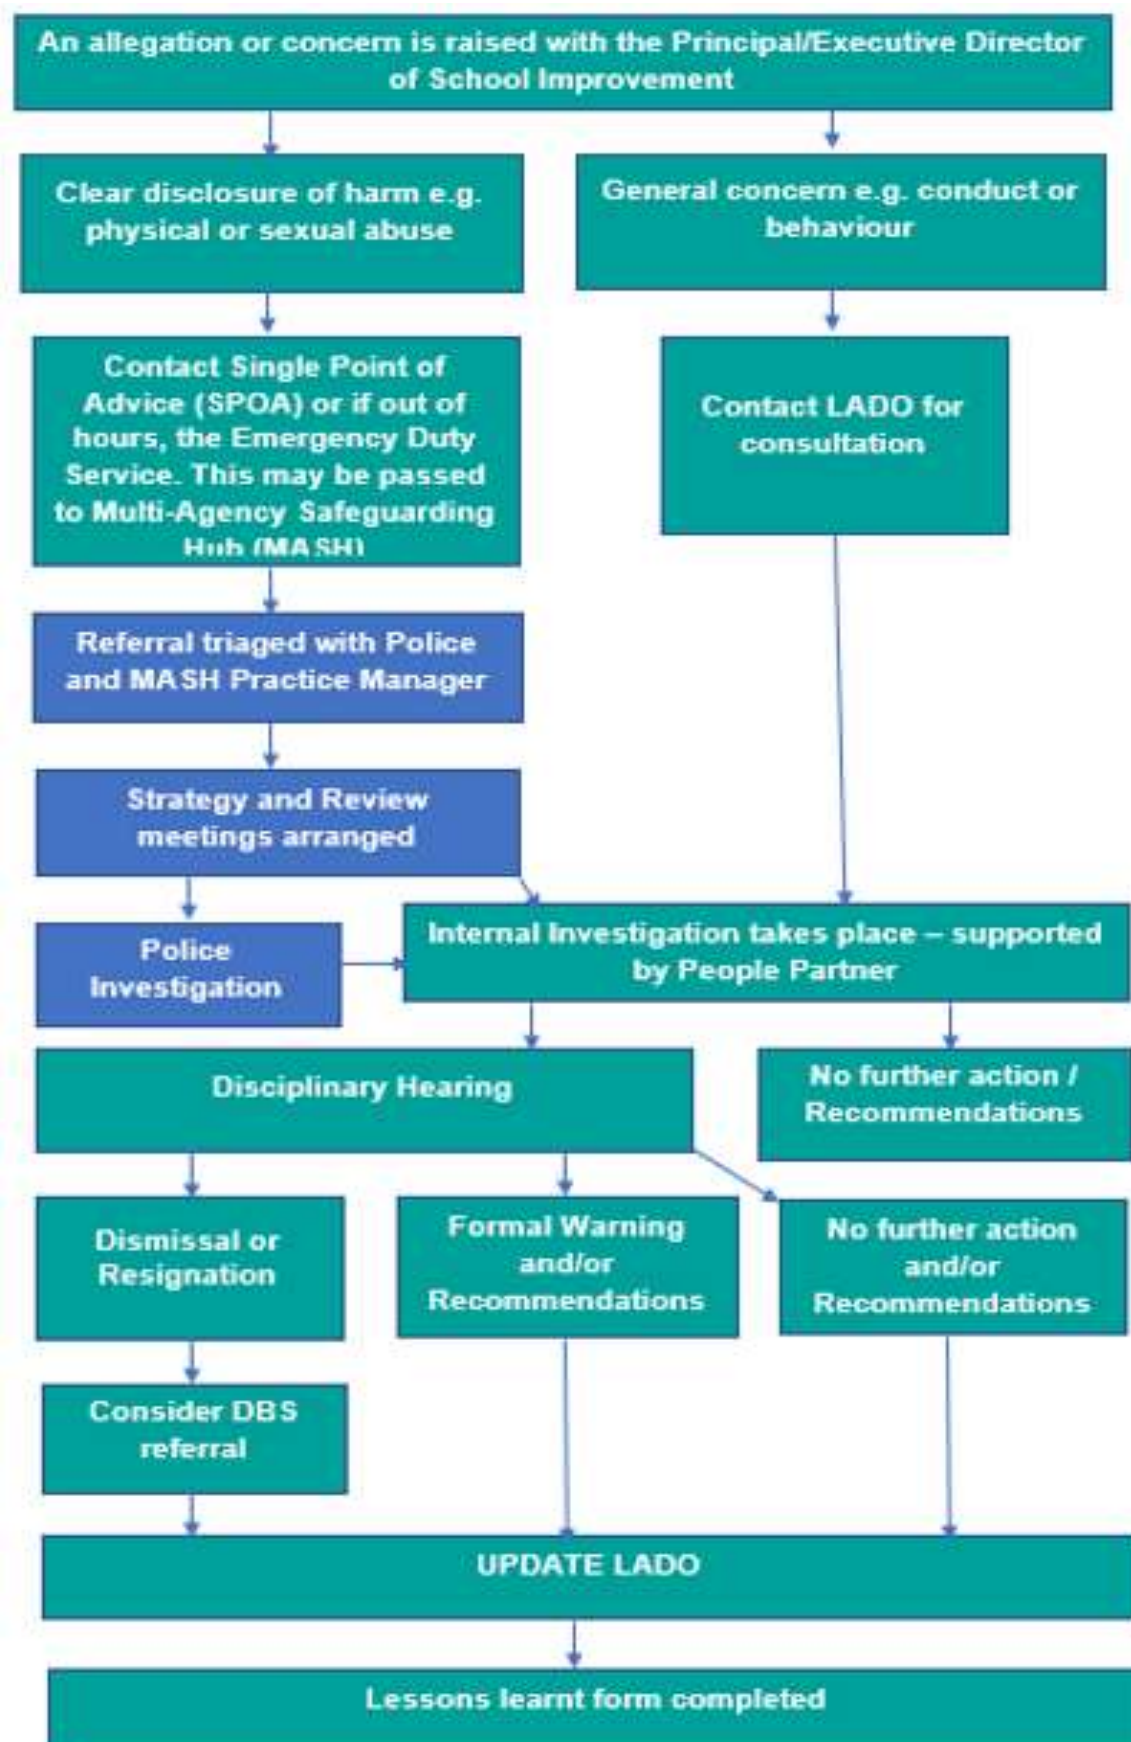 An allegation or concern is raised with the Principal/Executive Director
of School Improvement
Clear disclosure of harm e.g.
physical or sexual abuse
General concern e.g. conduct or
behaviour
Contact Single Point of
Advice (SPOA) or if out of
hours, the Emergency Duty
Service. This may be passed
to Multi-Agency Safeguarding
Hub (MASH)
Contact LADO for
consultation
Referral triaged with Police
and MASH Practice Manager
Strategy and Review
meetings arranged
Police
Investigation
Internal Investigation takes place – supported
by People Partner
Disciplinary Hearing
No further action /
Recommendations
Dismissal or
Resignation
Formal Warning
and/or
Recommendations
No further action
and/or
Recommendations
Consider DBS
referral
UPDATE LADO
Lessons learnt form completed